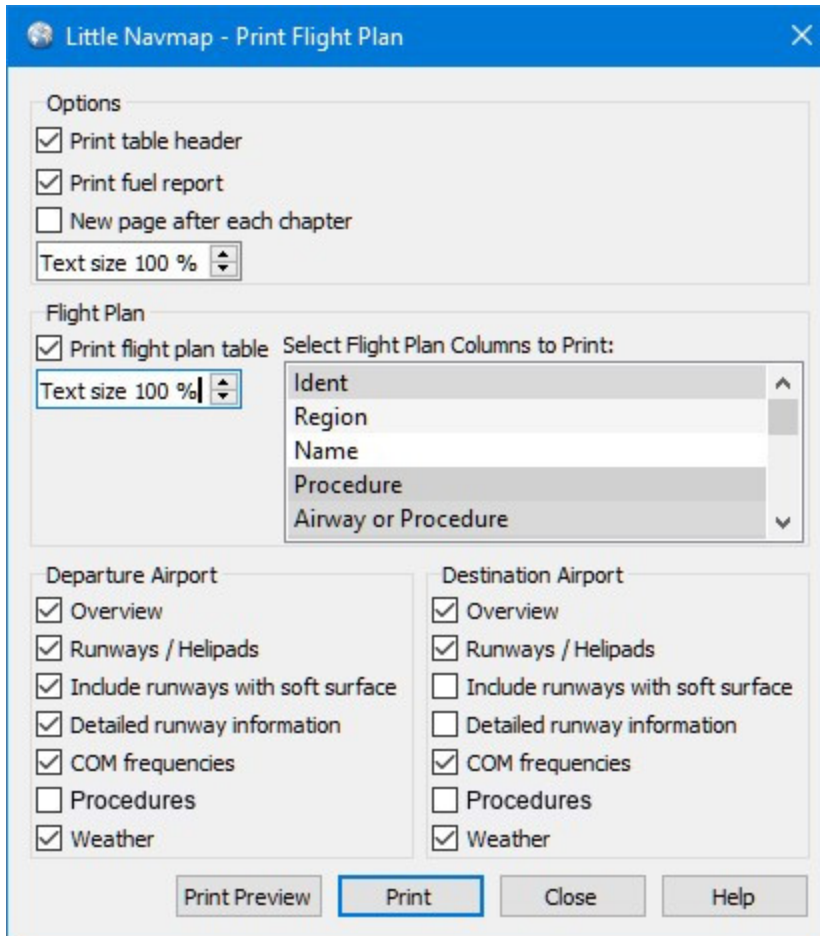 Little Navmap - Print Flight Plan
Options
Print table header
Print fuel report
New page after each chapter
Text size 100 %
Flight Plan
Print flight plan table
Text size 100 %
Select Flight Plan Columns to Print:
Ident
Region
Name
Procedure
Airway or Procedure
Departure Airport
Overview
Runways / Helipads
Include runways with soft surface
Detailed runway information
COM frequencies
Procedures
Weather
Destination Airport
Overview
Runways / Helipads
Include runways with soft surface
Detailed runway information
COM frequencies
Procedures
Weather
Print Preview
Print
Close
Help